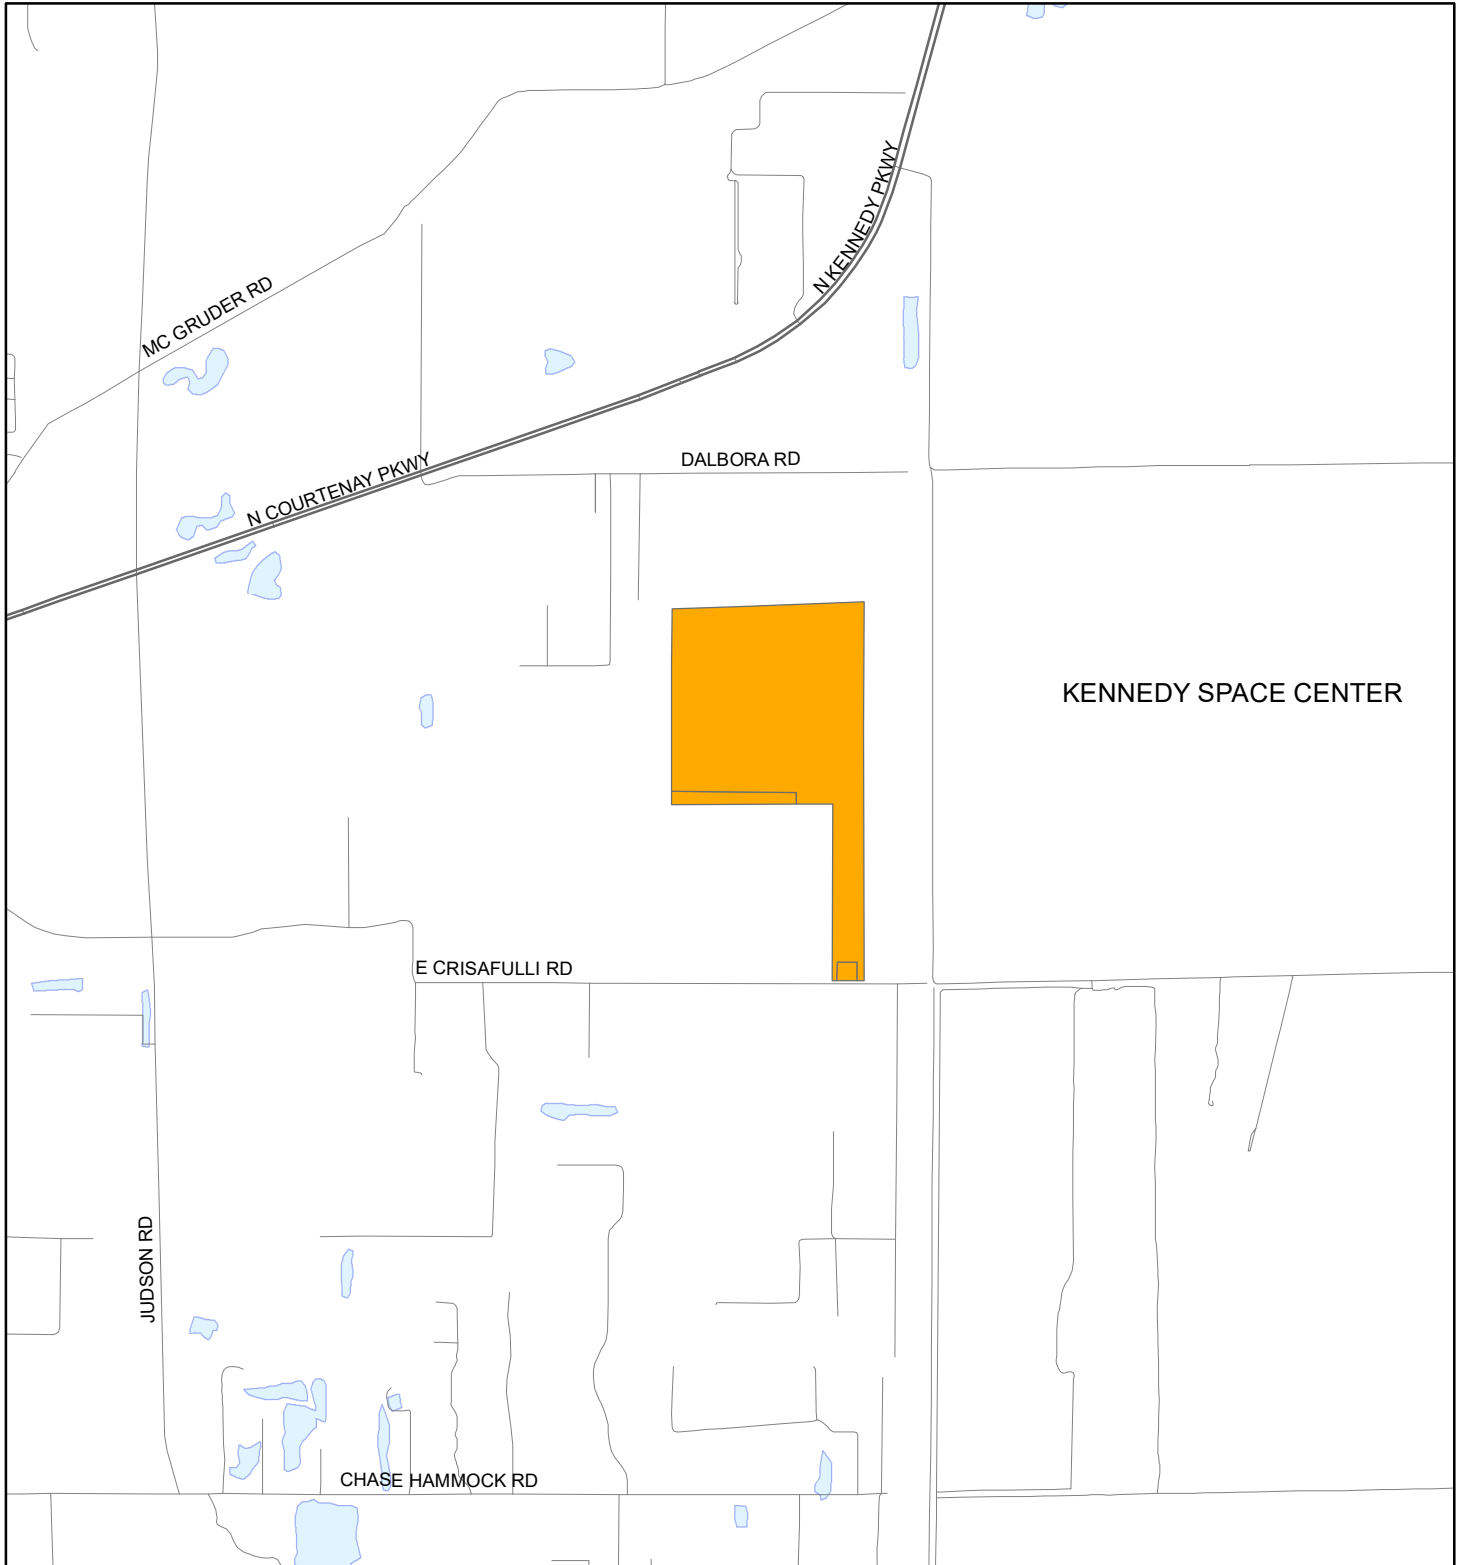 N KENNEDY PKWY
MC GRUDER RD
DALBORA RD
N COURTENAY PKWY
KENNEDY SPACE CENTER
E CRISAFULLI RD
JUDSON RD
CHASE HAMMOCK RD